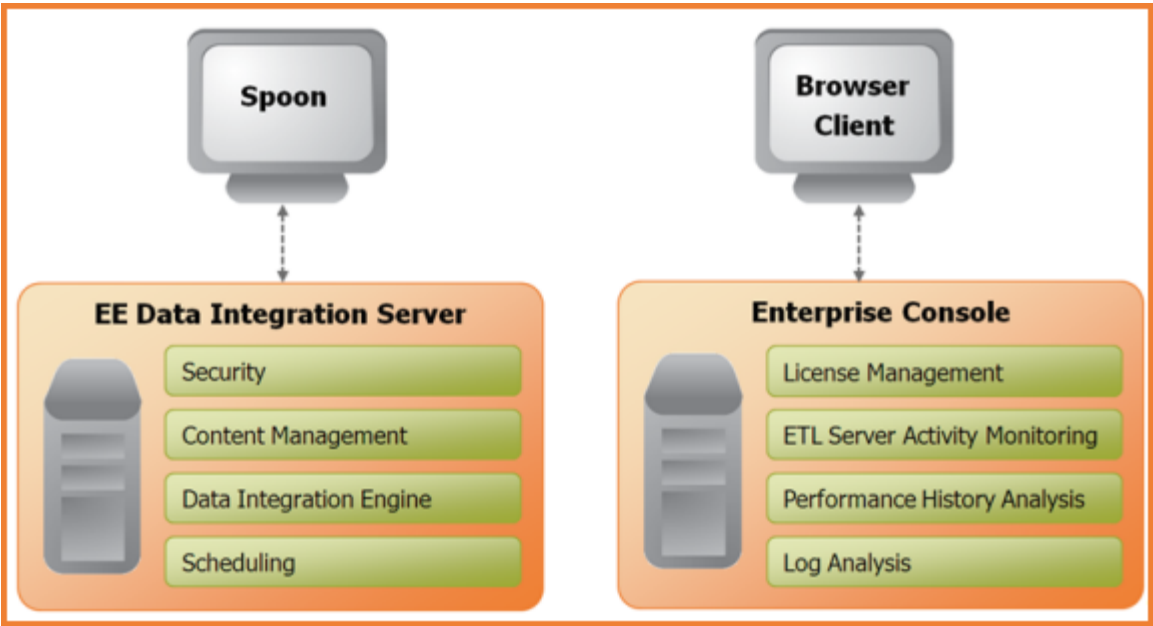 Spoon
Browser
Client
EE Data Integration Server
Security
Content Management
Data Integration Engine
Scheduling
Enterprise Console
License Management
ETL Server Activity Monitoring
Performance History Analysis
Log Analysis